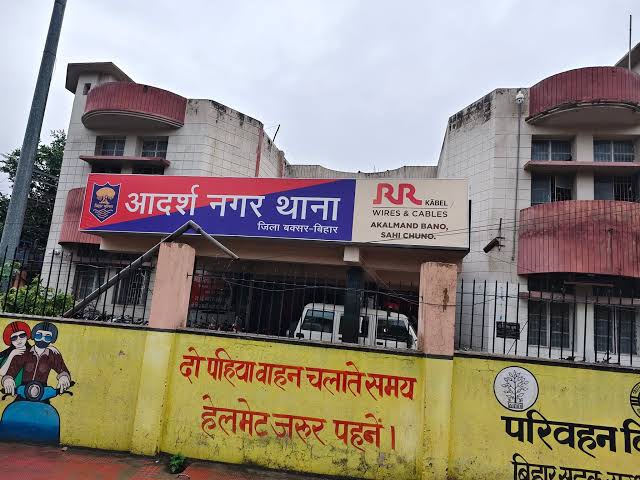 आदर्श नगर थाना
जिला बक्सर-बिहार
RR KABEL
WIRES & CABLES
AKALMAND BANO,
SAHI CHUNO.
दो पहिया वाहन चलाते समय
हेलमेट जरुर पहनें।
परिवहन
बिहार सड़क